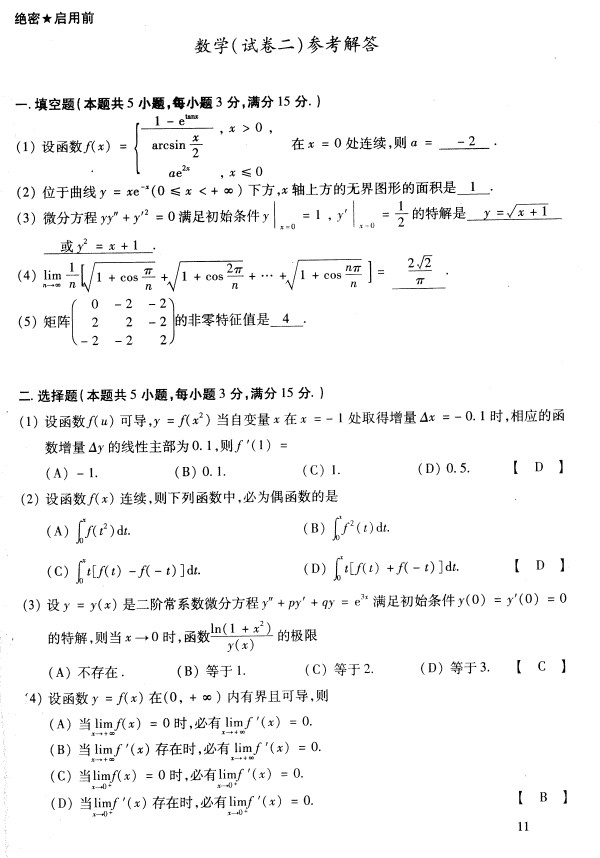 绝密★启用前
数学(试卷二)参考解答
一.填空题(本题共5小题,每小题3分,满分15分.)
(1) 设函数f(x) = { (1 - e^{tanx}) / (arcsin (x/2)) , x > 0 , ae^{2x} , x ≤ 0 在x = 0处连续,则a = -2 .
(2) 位于曲线y = xe^{-x}(0 ≤ x < + ∞)下方,x轴上方的无界图形的面积是 1 .
(3) 微分方程yy″ + y′² = 0满足初始条件y|_{x=0} = 1 , y′|_{x=0} = 1/2 的特解是 y = √(x + 1)
或y² = x + 1 .
(4) lim_{n→∞} 1/n [√(1 + cos π/n) + √(1 + cos 2π/n) + ⋯ + √(1 + cos nπ/n)] = 2√2/π .
(5) 矩阵 ( 0 -2 -2 ; 2 2 -2 ; -2 -2 2 ) 的非零特征值是 4 .
二.选择题(本题共5小题,每小题3分,满分15分.)
(1) 设函数f(u)可导,y = f(x²)当自变量x在x = -1处取得增量Δx = -0.1时,相应的函
数增量Δy的线性主部为0.1,则f′(1) =
(A) -1. (B) 0.1. (C) 1. (D) 0.5. 【 D 】
(2) 设函数f(x)连续,则下列函数中,必为偶函数的是
(A) ∫₀ˣ f(t²)dt. (B) ∫₀ˣ f²(t)dt.
(C) ∫₀ˣ t[f(t) - f(-t)]dt. (D) ∫₀ˣ t[f(t) + f(-t)]dt. 【 D 】
(3) 设y = y(x)是二阶常系数微分方程y″ + py′ + qy = e^{3x}满足初始条件y(0) = y′(0) = 0
的特解,则当x→0时,函数 ln(1 + x²)/y(x) 的极限
(A) 不存在. (B) 等于1. (C) 等于2. (D) 等于3. 【 C 】
(4) 设函数y = f(x)在(0, + ∞)内有界且可导,则
(A) 当lim_{x→+∞} f(x) = 0时,必有lim_{x→+∞} f′(x) = 0.
(B) 当lim_{x→+∞} f′(x)存在时,必有lim_{x→+∞} f′(x) = 0.
(C) 当lim_{x→0⁺} f(x) = 0时,必有lim_{x→0⁺} f′(x) = 0.
(D) 当lim_{x→0⁺} f′(x)存在时,必有lim_{x→0⁺} f′(x) = 0. 【 B 】
11